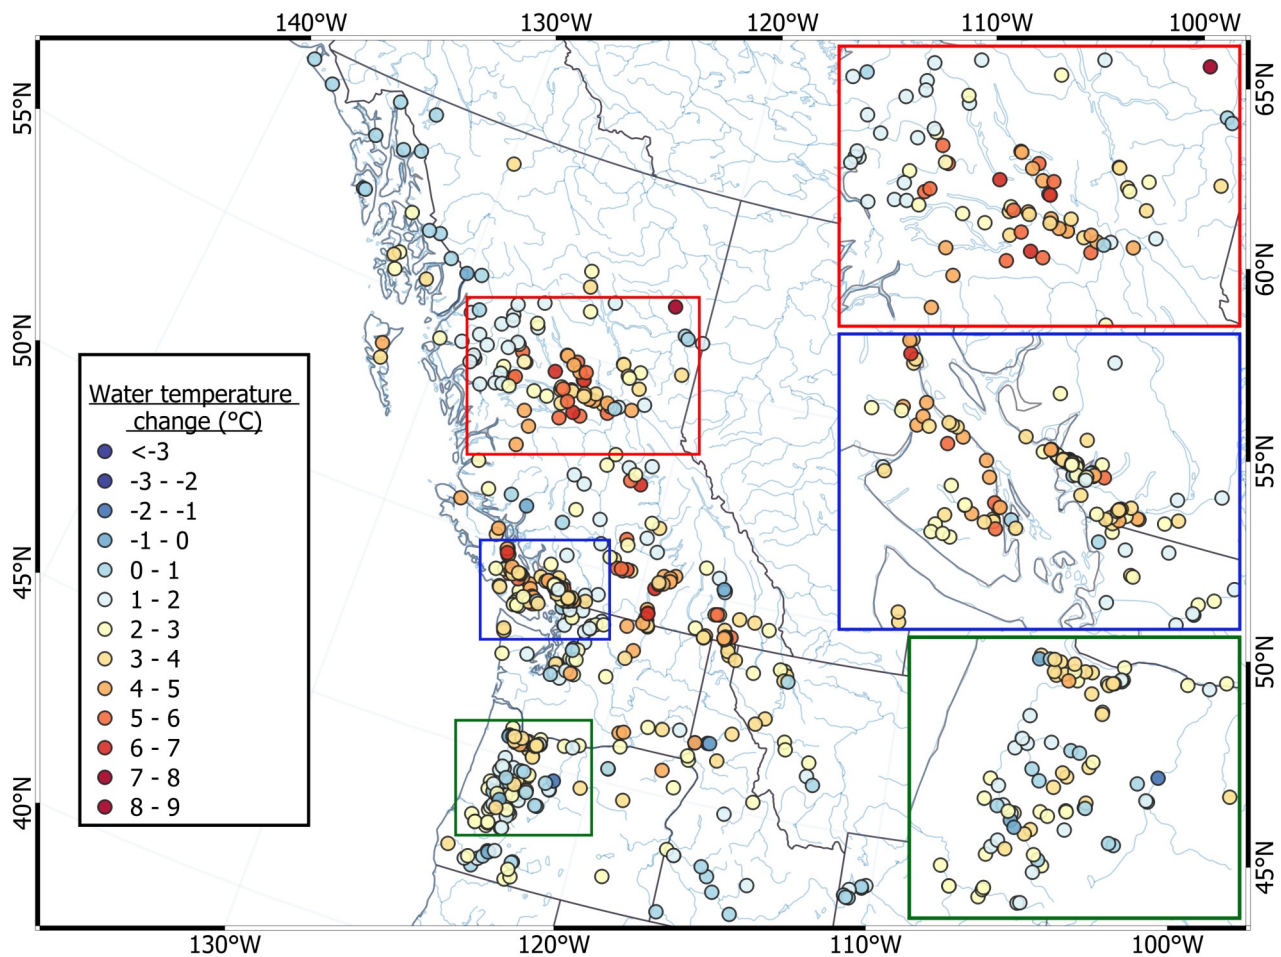 140°W 130°W 120°W 110°W 100°W
55°N
50°N
45°N
40°N
65°N
60°N
55°N
50°N
45°N
Water temperature
change (°C)
<-3
-3 - -2
-2 - -1
-1 - 0
0 - 1
1 - 2
2 - 3
3 - 4
4 - 5
5 - 6
6 - 7
7 - 8
8 - 9
130°W 120°W 110°W 100°W